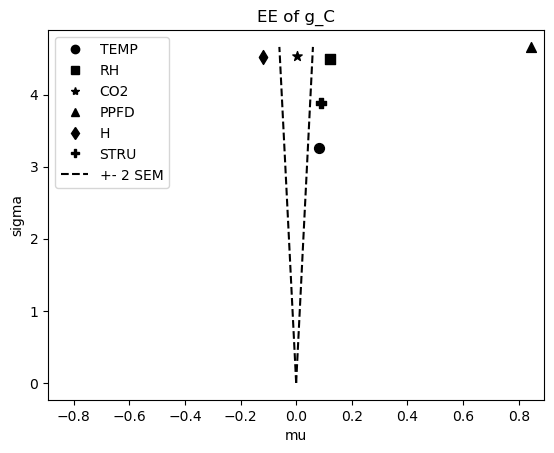 EE of g_C
TEMP
RH
CO2
PPFD
H
STRU
+- 2 SEM
sigma
4
3
2
1
0
−0.8
−0.6
−0.4
−0.2
0.0
0.2
0.4
0.6
0.8
mu